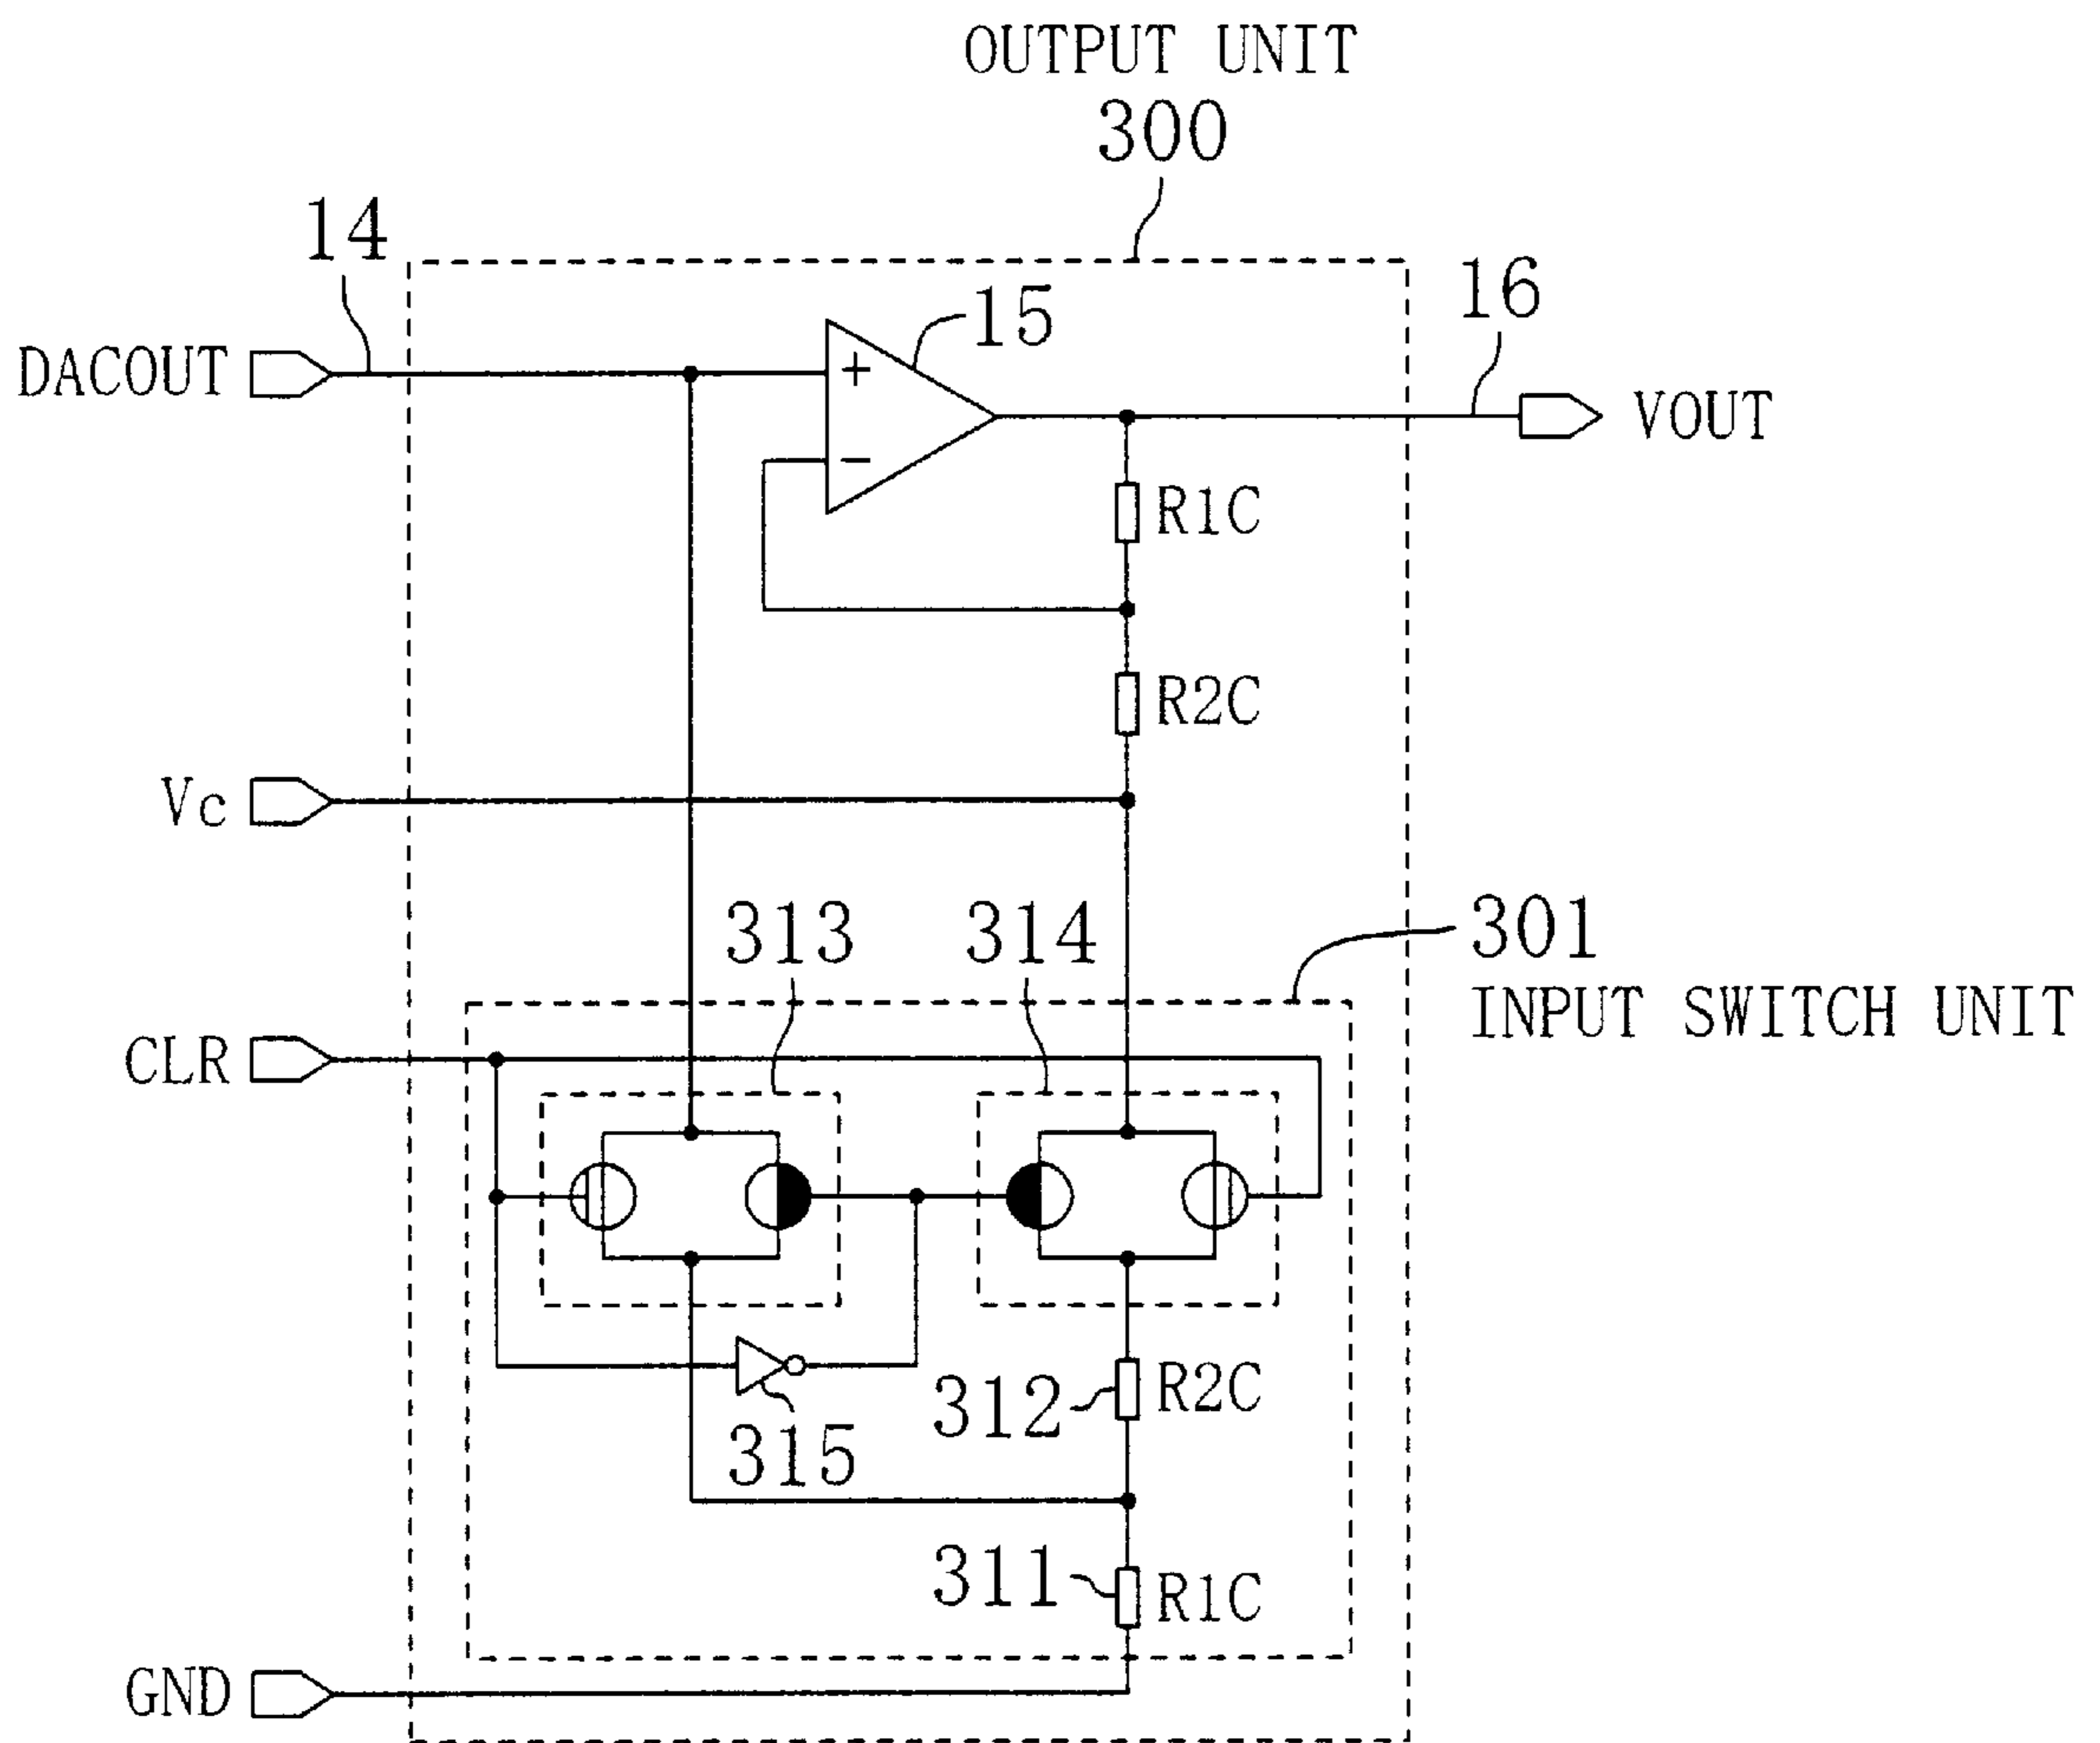 OUTPUT UNIT
300
14
15
16
DACOUT
+
−
VOUT
R1C
R2C
Vc
313
314
301
INPUT SWITCH UNIT
CLR
312
R2C
315
311
R1C
GND